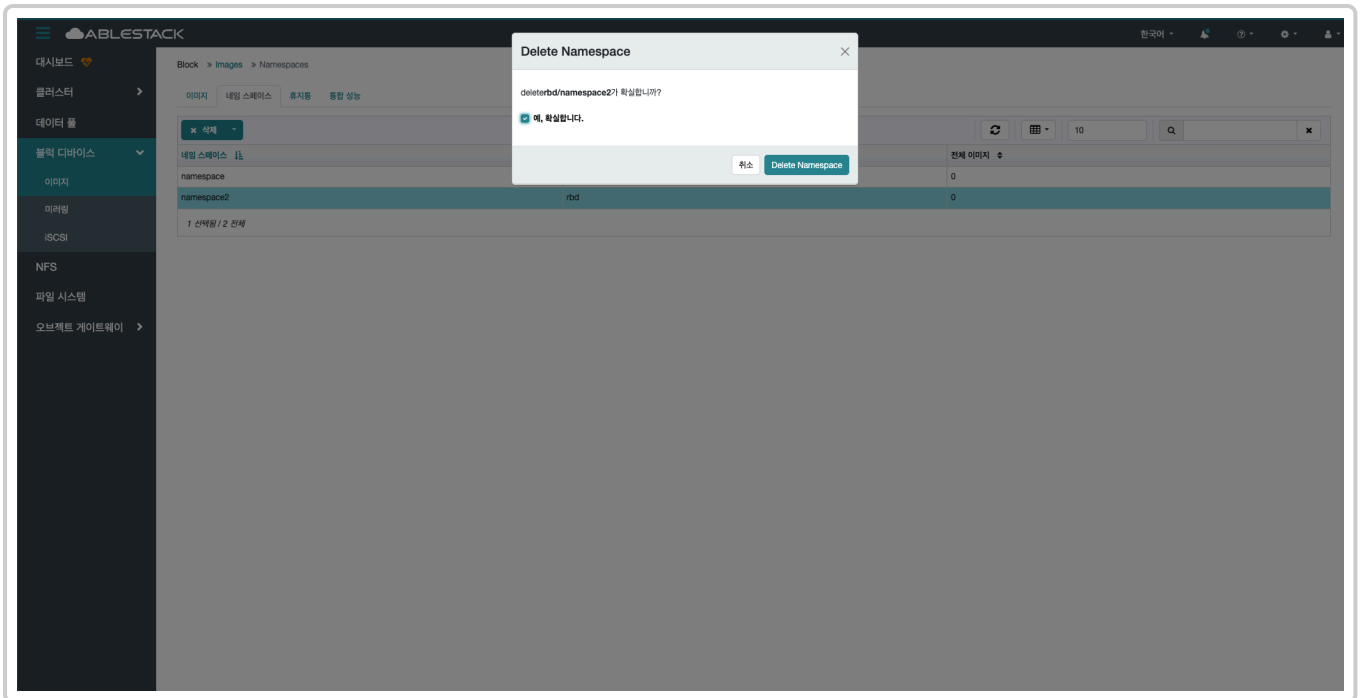 ABLESTACK
한국어
대시보드
클러스터
데이터 풀
블럭 디바이스
이미지
미러링
iSCSI
NFS
파일 시스템
오브젝트 게이트웨이
Block » Images » Namespaces
이미지 네임 스페이스 휴지통 통합 성능
삭제
10
네임 스페이스 전체 이미지
namespace 0
namespace2 rbd 0
1 선택됨 / 2 전체
Delete Namespace
deleterbd/namespace2가 확실합니까?
예, 확실합니다.
취소 Delete Namespace